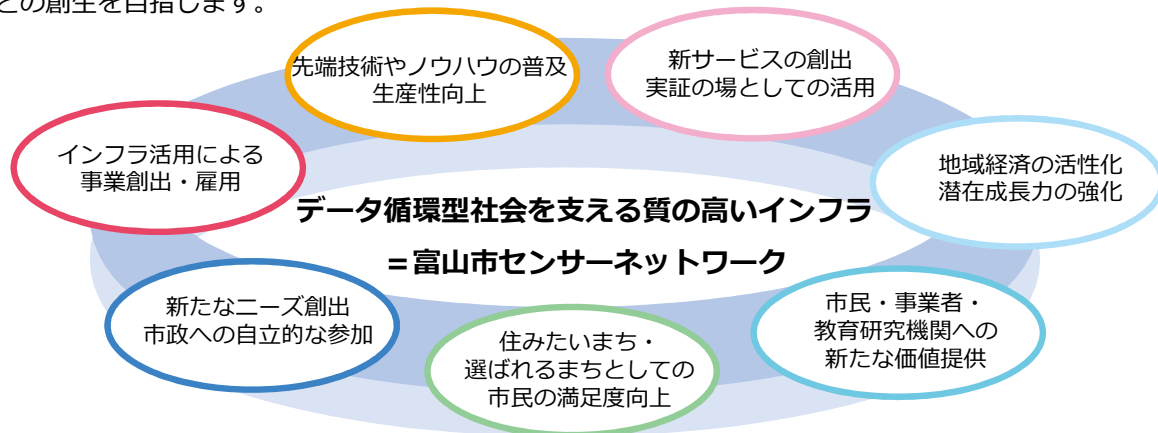 との創生を目指します。
先端技術やノウハウの普及
生産性向上
新サービスの創出
実証の場としての活用
インフラ活用による
事業創出・雇用
地域経済の活性化
潜在成長力の強化
データ循環型社会を支える質の高いインフラ
＝富山市センサーネットワーク
新たなニーズ創出
市政への自立的な参加
住みたいまち・
選ばれるまちとしての
市民の満足度向上
市民・事業者・
教育研究機関への
新たな価値提供